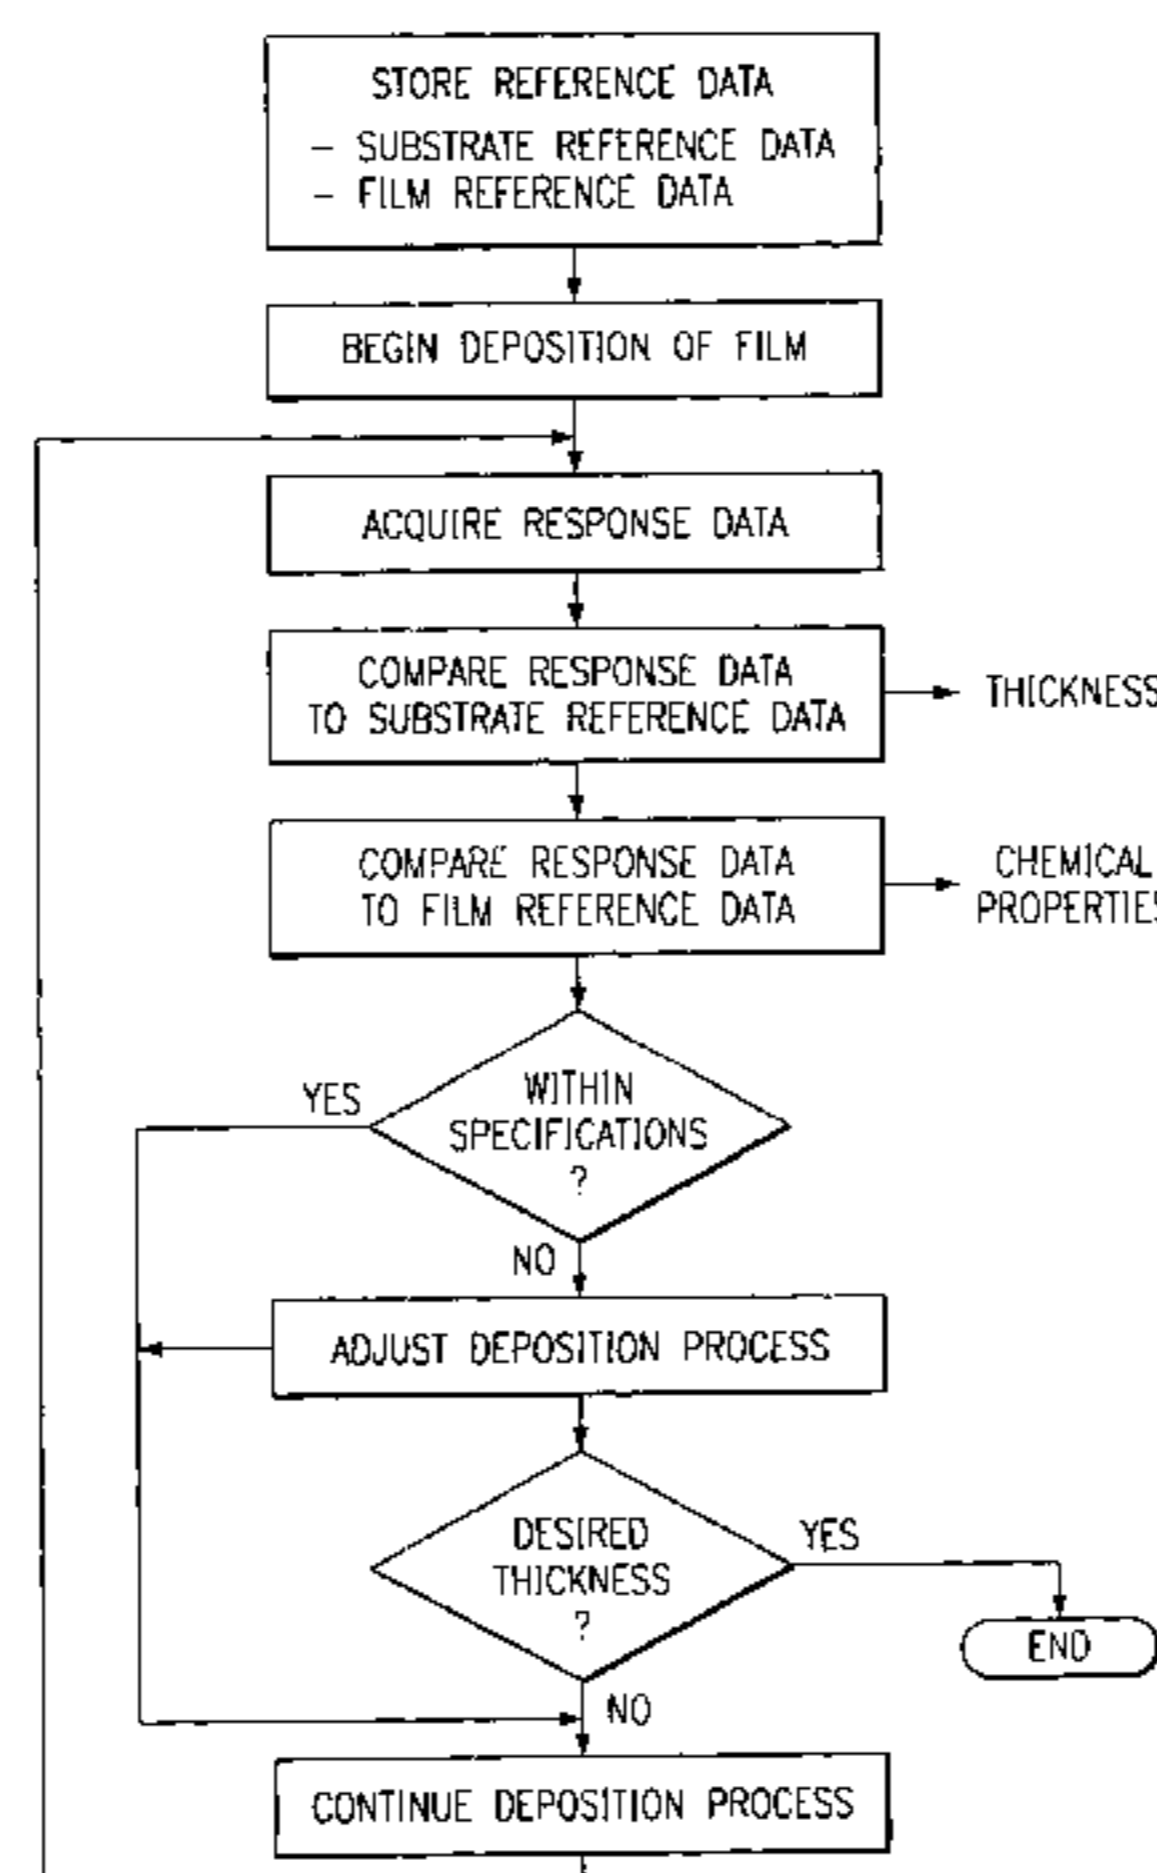 STORE REFERENCE DATA
– SUBSTRATE REFERENCE DATA
– FILM REFERENCE DATA
BEGIN DEPOSITION OF FILM
ACQUIRE RESPONSE DATA
COMPARE RESPONSE DATA
TO SUBSTRATE REFERENCE DATA
THICKNESS
COMPARE RESPONSE DATA
TO FILM REFERENCE DATA
CHEMICAL
PROPERTIES
YES
WITHIN
SPECIFICATIONS
?
NO
ADJUST DEPOSITION PROCESS
DESIRED
THICKNESS
?
YES
END
NO
CONTINUE DEPOSITION PROCESS